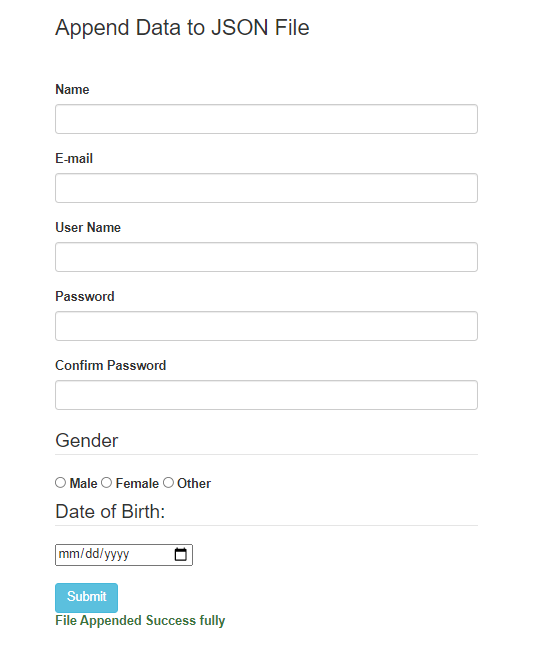 Append Data to JSON File
Name
E-mail
User Name
Password
Confirm Password
Gender
Male Female Other
Date of Birth:
mm/dd/yyyy
Submit
File Appended Success fully